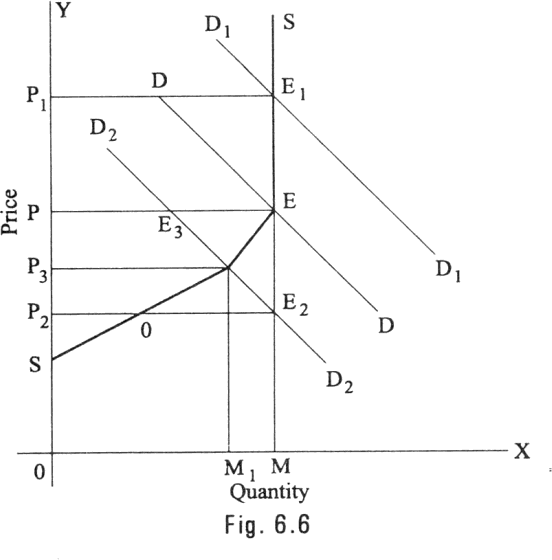 Y
S
D1
P1
E1
D
D2
P
E
E3
Price
P3
D1
P2
E2
0
D
S
D2
0
M1 M
X
Quantity
Fig. 6.6